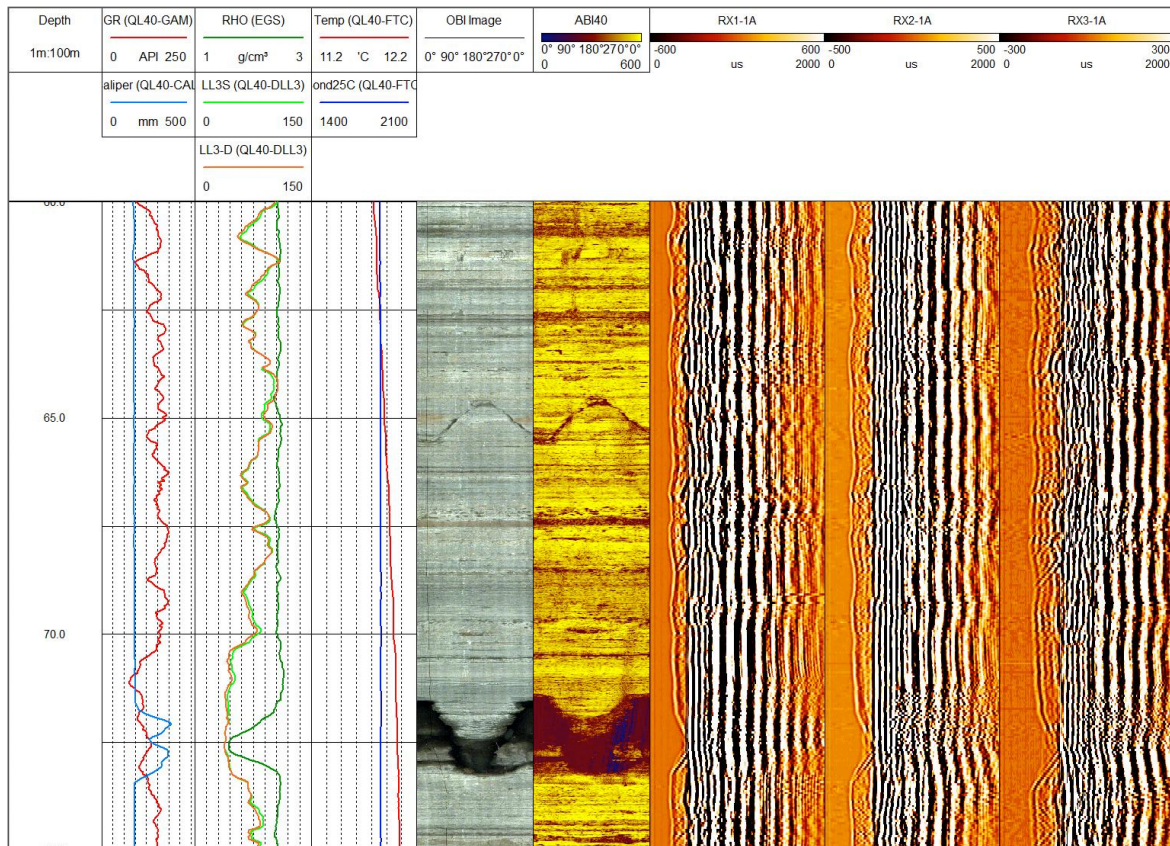 Depth
1m:100m
GR (QL40-GAM)
0 API 250
aliper (QL40-CAL
0 mm 500
RHO (EGS)
1 g/cm³ 3
LL3S (QL40-DLL3)
0 150
LL3-D (QL40-DLL3)
0 150
Temp (QL40-FTC)
11.2 'C 12.2
ond25C (QL40-FTC
1400 2100
OBI Image
0° 90° 180°270°0°
ABI40
0° 90° 180°270°0°
0 600
RX1-1A
-600 600
us 2000
RX2-1A
-500 500
us 2000
RX3-1A
-300 300
us 2000
65.0
70.0